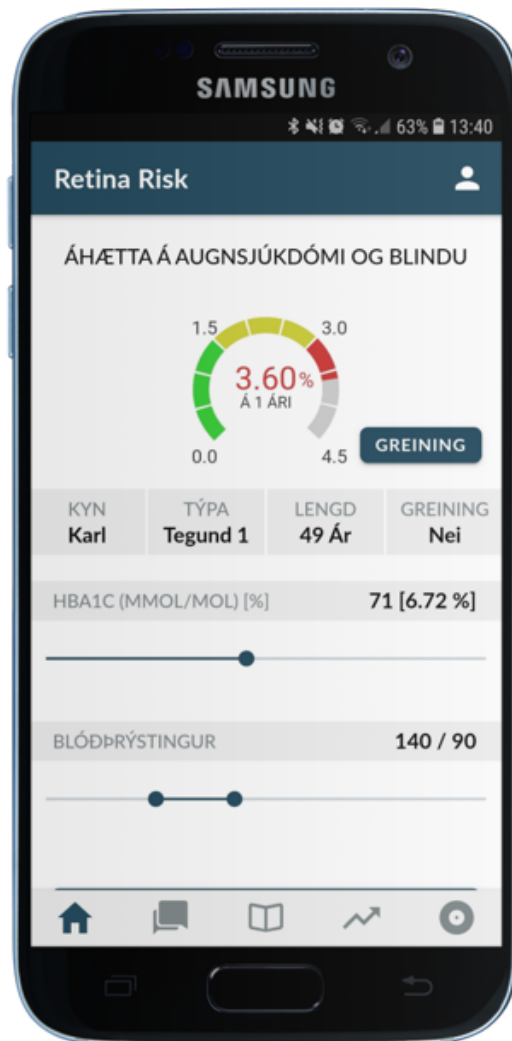 SAMSUNG
63% 13:40
Retina Risk
ÁHÆTTA Á AUGNSJÚKDÓMI OG BLINDU
1.5 3.0
3.60%
Á 1 ÁRI
0.0 4.5
GREINING
KYN TÝPA LENGD GREINING
Karl Tegund 1 49 Ár Nei
HBA1C (MMOL/MOL) [%] 71 [6.72 %]
BLÓÐÞRÝSTINGUR 140 / 90